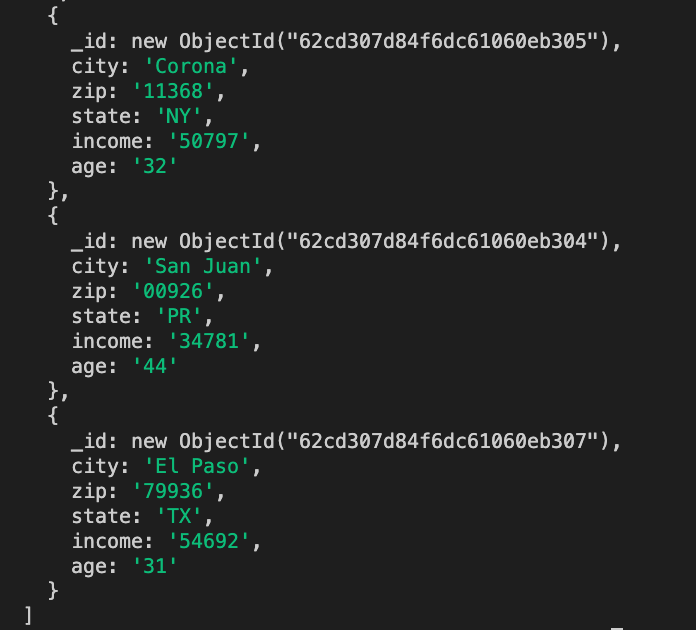 {
_id: new ObjectId("62cd307d84f6dc61060eb305"),
city: 'Corona',
zip: '11368',
state: 'NY',
income: '50797',
age: '32'
},
{
_id: new ObjectId("62cd307d84f6dc61060eb304"),
city: 'San Juan',
zip: '00926',
state: 'PR',
income: '34781',
age: '44'
},
{
_id: new ObjectId("62cd307d84f6dc61060eb307"),
city: 'El Paso',
zip: '79936',
state: 'TX',
income: '54692',
age: '31'
}
]